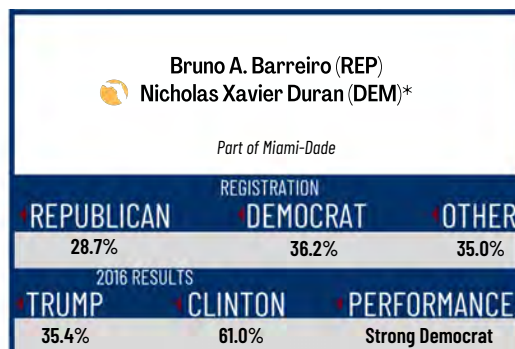 Bruno A. Barreiro (REP)
Nicholas Xavier Duran (DEM)*
Part of Miami-Dade
REGISTRATION
REPUBLICAN DEMOCRAT OTHER
28.7% 36.2% 35.0%
2016 RESULTS
TRUMP CLINTON PERFORMANCE
35.4% 61.0% Strong Democrat